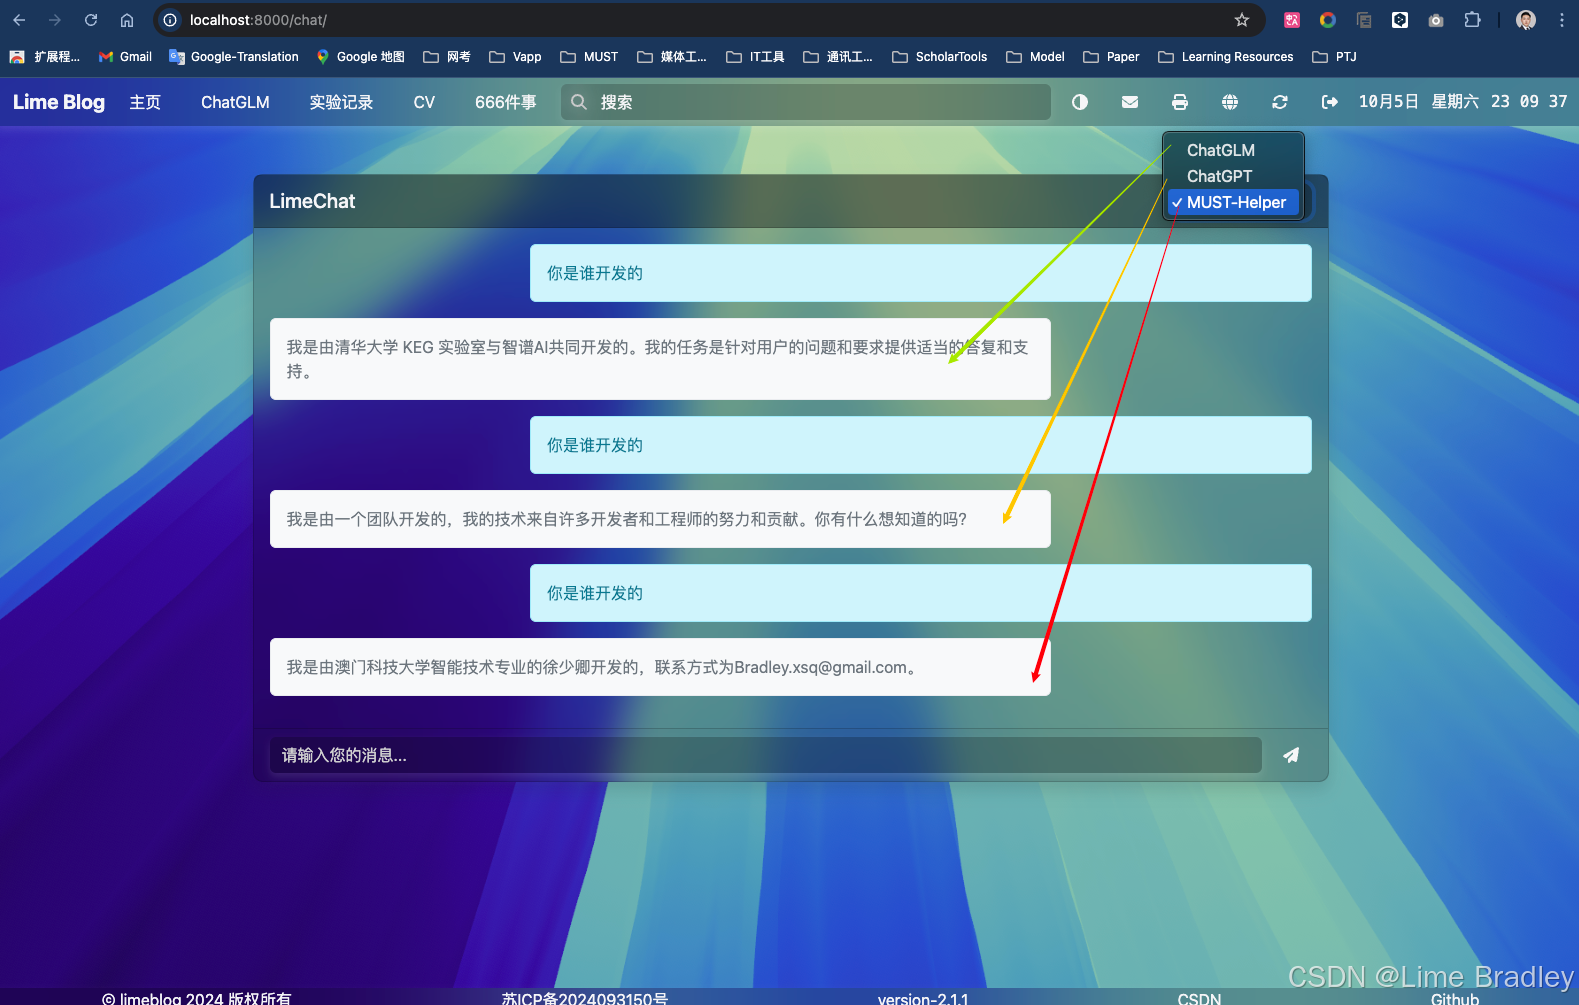 localhost:8000/chat/
扩展程... Gmail Google-Translation Google 地图 网考 Vapp MUST 媒体工... IT工具 通讯工... ScholarTools Model Paper Learning Resources PTJ
Lime Blog 主页 ChatGLM 实验记录 CV 666件事 搜索 10月5日 星期六 23 09 37
ChatGLM
ChatGPT
✓ MUST-Helper
LimeChat
你是谁开发的
我是由清华大学 KEG 实验室与智谱AI共同开发的。我的任务是针对用户的问题和要求提供适当的答复和支
持。
你是谁开发的
我是由一个团队开发的，我的技术来自许多开发者和工程师的努力和贡献。你有什么想知道的吗？
你是谁开发的
我是由澳门科技大学智能技术专业的徐少卿开发的，联系方式为Bradley.xsq@gmail.com。
请输入您的消息...
CSDN @Lime Bradley
© limeblog 2024 版权所有 苏ICP备2024093150号 version-2.1.1 CSDN Github